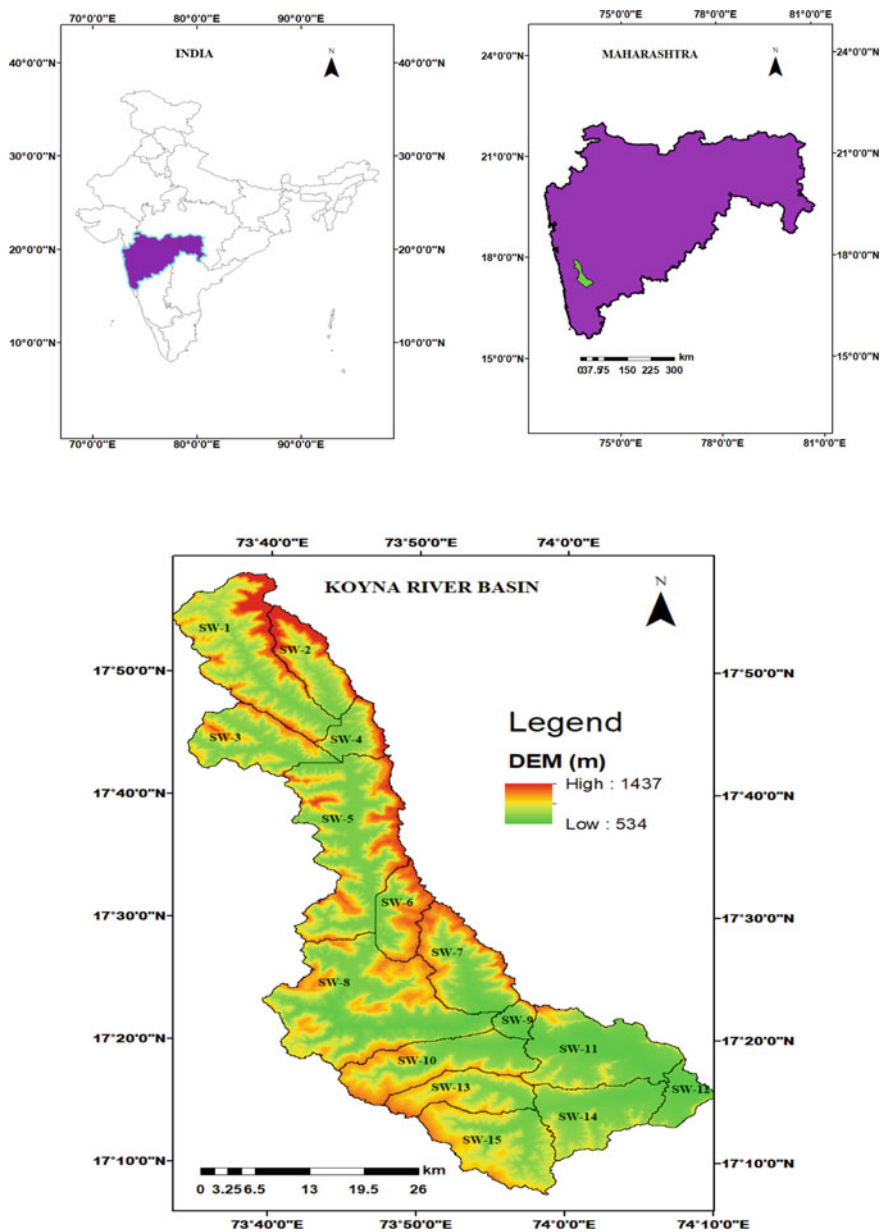 70°0'0"E 80°0'0"E 90°0'0"E
INDIA
N
40°0'0"N 40°0'0"N
30°0'0"N 30°0'0"N
20°0'0"N 20°0'0"N
10°0'0"N 10°0'0"N
70°0'0"E 80°0'0"E 90°0'0"E
75°0'0"E 78°0'0"E 81°0'0"E
MAHARASHTRA
N
24°0'0"N 24°0'0"N
21°0'0"N 21°0'0"N
18°0'0"N 18°0'0"N
15°0'0"N 15°0'0"N
km
037.575 150 225 300
75°0'0"E 78°0'0"E 81°0'0"E
73°40'0"E 73°50'0"E 74°0'0"E
KOYNA RIVER BASIN
N
SW-1
SW-2
17°50'0"N 17°50'0"N
SW-3
SW-4
Legend
DEM (m)
High : 1437
Low : 534
17°40'0"N 17°40'0"N
SW-5
SW-6
17°30'0"N 17°30'0"N
SW-7
SW-8
SW-9
17°20'0"N 17°20'0"N
SW-10
SW-11
SW-12
SW-13
SW-14
SW-15
17°10'0"N 17°10'0"N
km
0 3.25 6.5 13 19.5 26
73°40'0"E 73°50'0"E 74°0'0"E 74°10'0"E